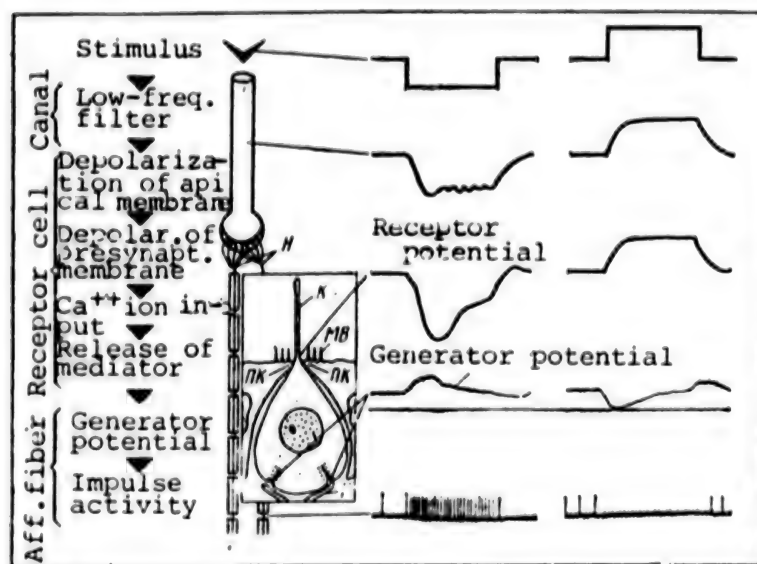 Stimulus
Canal
Low-freq.
filter
Receptor cell
Depolariza-
tion of api
cal membrane
Depolar.of
presynapt.
membrane
Ca++ion in-
put
Release of
mediator
Aff.fiber
Generator
potential
Impulse
activity
H
K
MB
ПК
ПК
Receptor
potential
Generator potential